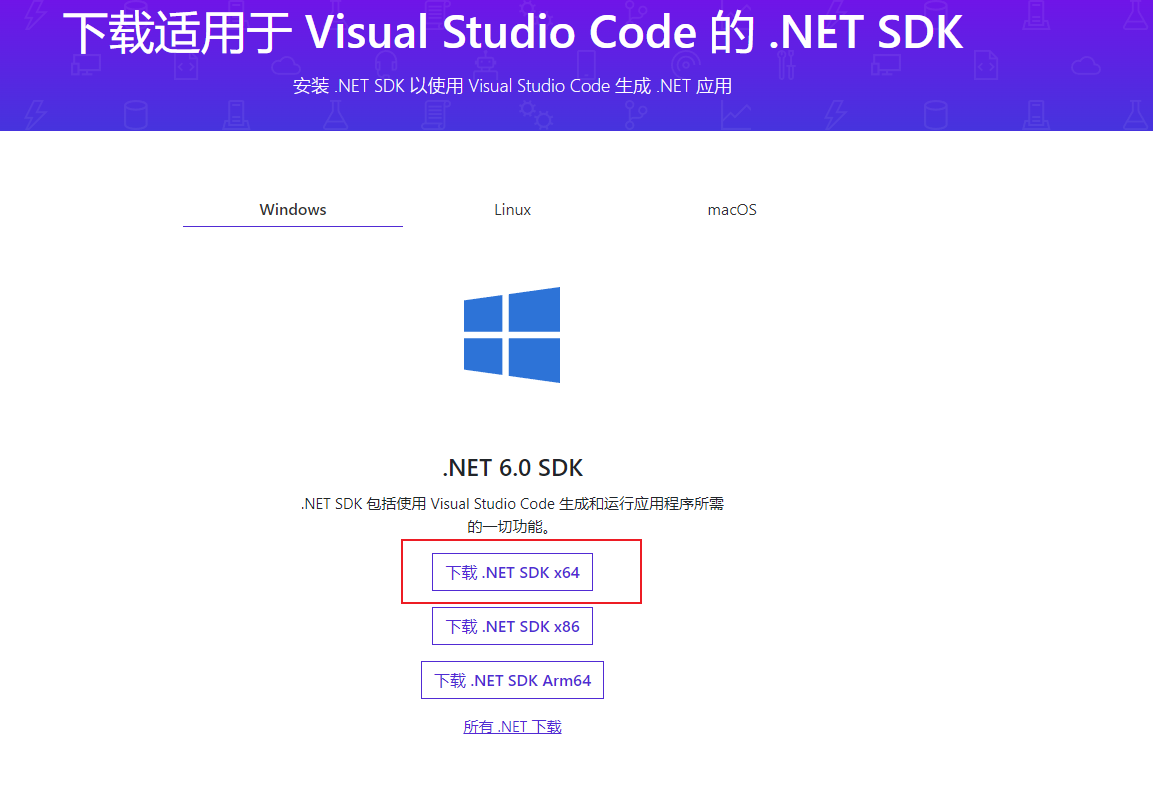 下载适用于 Visual Studio Code 的 .NET SDK
安装 .NET SDK 以使用 Visual Studio Code 生成 .NET 应用
Windows
Linux
macOS
.NET 6.0 SDK
.NET SDK 包括使用 Visual Studio Code 生成和运行应用程序所需
的一切功能。
下载 .NET SDK x64
下载 .NET SDK x86
下载 .NET SDK Arm64
所有 .NET 下载